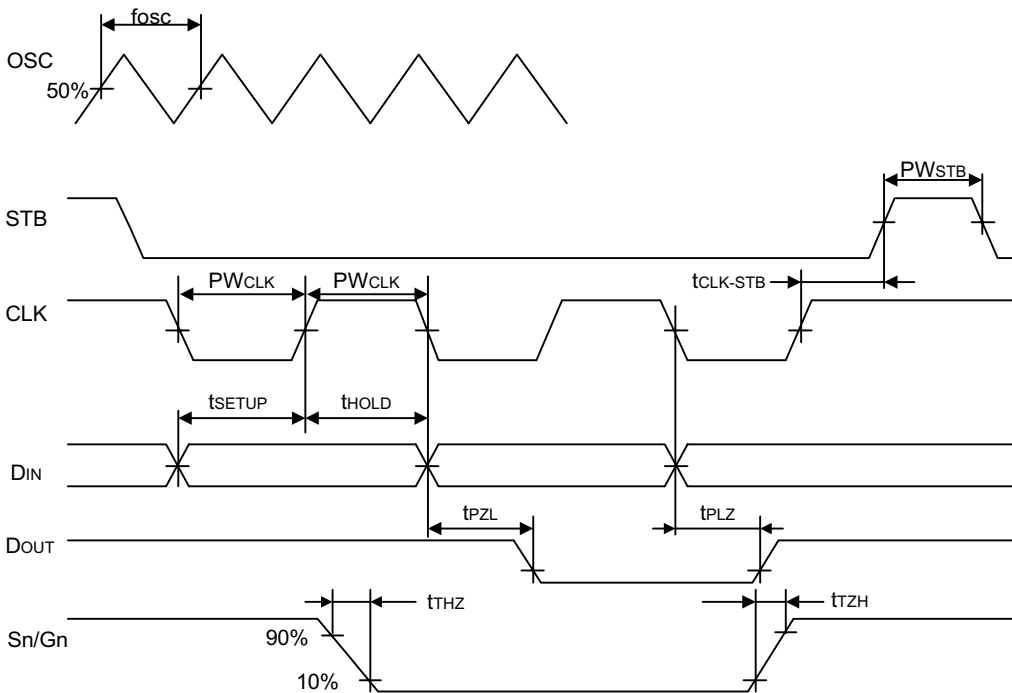 fosc
OSC
50%
PWSTB
STB
PWCLK PWCLK
tCLK-STB
CLK
tSETUP tHOLD
DIN
tPZL tPLZ
DOUT
tTHZ tTZH
90%
Sn/Gn
10%